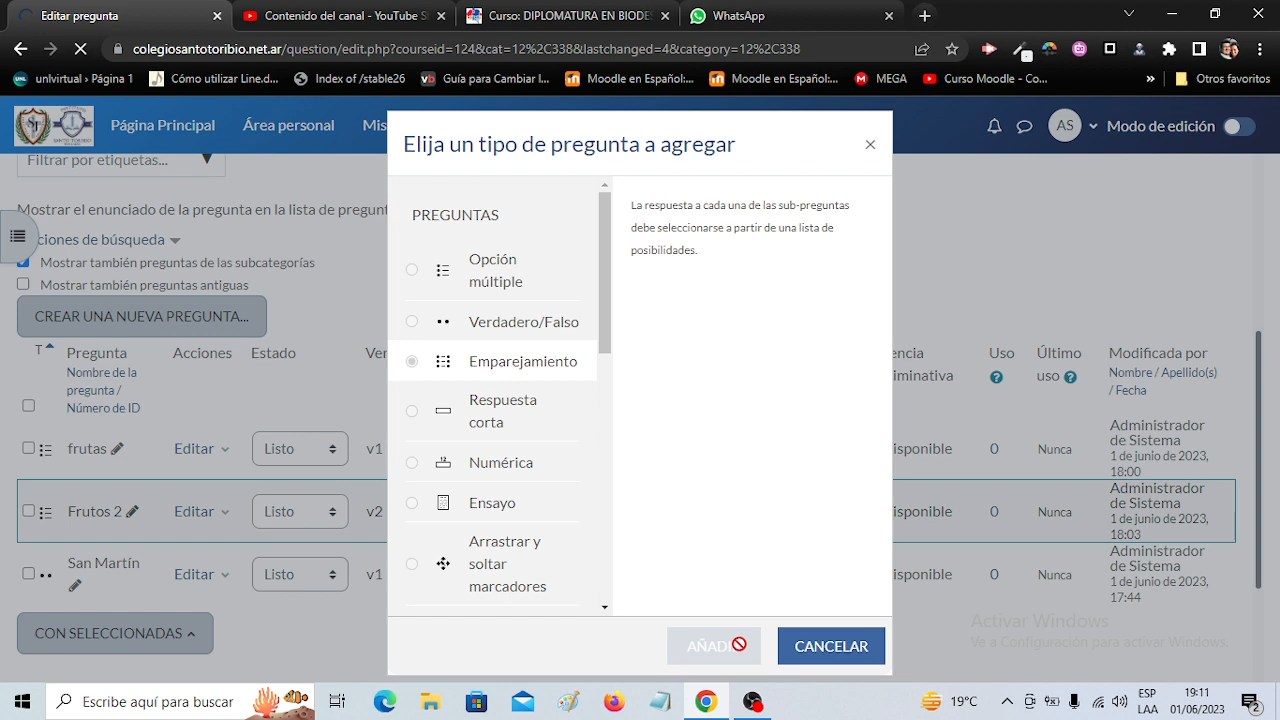 Editar pregunta
Contenido del canal - YouTube S
Curso: DIPLOMATURA EN BIODES
WhatsApp
colegiosantotoribio.net.ar/question/edit.php?courseid=124&cat=12%2C338&lastchanged=4&category=12%2C338
univirtual › Página 1
Cómo utilizar Line.d...
Index of /stable26
Guía para Cambiar l...
Moodle en Español:...
Moodle en Español:...
MEGA
Curso Moodle - Com...
Otros favoritos
Página Principal
Área personal
Mis
AS
Modo de edición
Filtrar por etiquetas...
Mostrar el enunciado de la pregunta en la lista de pregunt
ciones de búsqueda
Mostrar también preguntas de las subcategorías
Mostrar también preguntas antiguas
CREAR UNA NUEVA PREGUNTA...
T
Pregunta
Nombre de la
pregunta /
Número de ID
Acciones
Estado
Ver
encia
iminativa
Uso
Último
uso
Modificada por
Nombre / Apellido(s)
/ Fecha
frutas
Editar
Listo
v1
isponible
0
Nunca
Administrador
de Sistema
1 de junio de 2023,
18:00
Frutos 2
Editar
Listo
v2
isponible
0
Nunca
Administrador
de Sistema
1 de junio de 2023,
18:03
San Martín
Editar
Listo
v1
isponible
0
Nunca
Administrador
de Sistema
1 de junio de 2023,
17:44
CON SELECCIONADAS
Elija un tipo de pregunta a agregar
PREGUNTAS
Opción
múltiple
Verdadero/Falso
Emparejamiento
Respuesta
corta
Numérica
Ensayo
Arrastrar y
soltar
marcadores
La respuesta a cada una de las sub-preguntas
debe seleccionarse a partir de una lista de
posibilidades.
CANCELAR
Activar Windows
Ve a Configuración para activar Windows.
Escribe aquí para buscar
19°C
ESP
LAA
19:11
01/06/2023
2